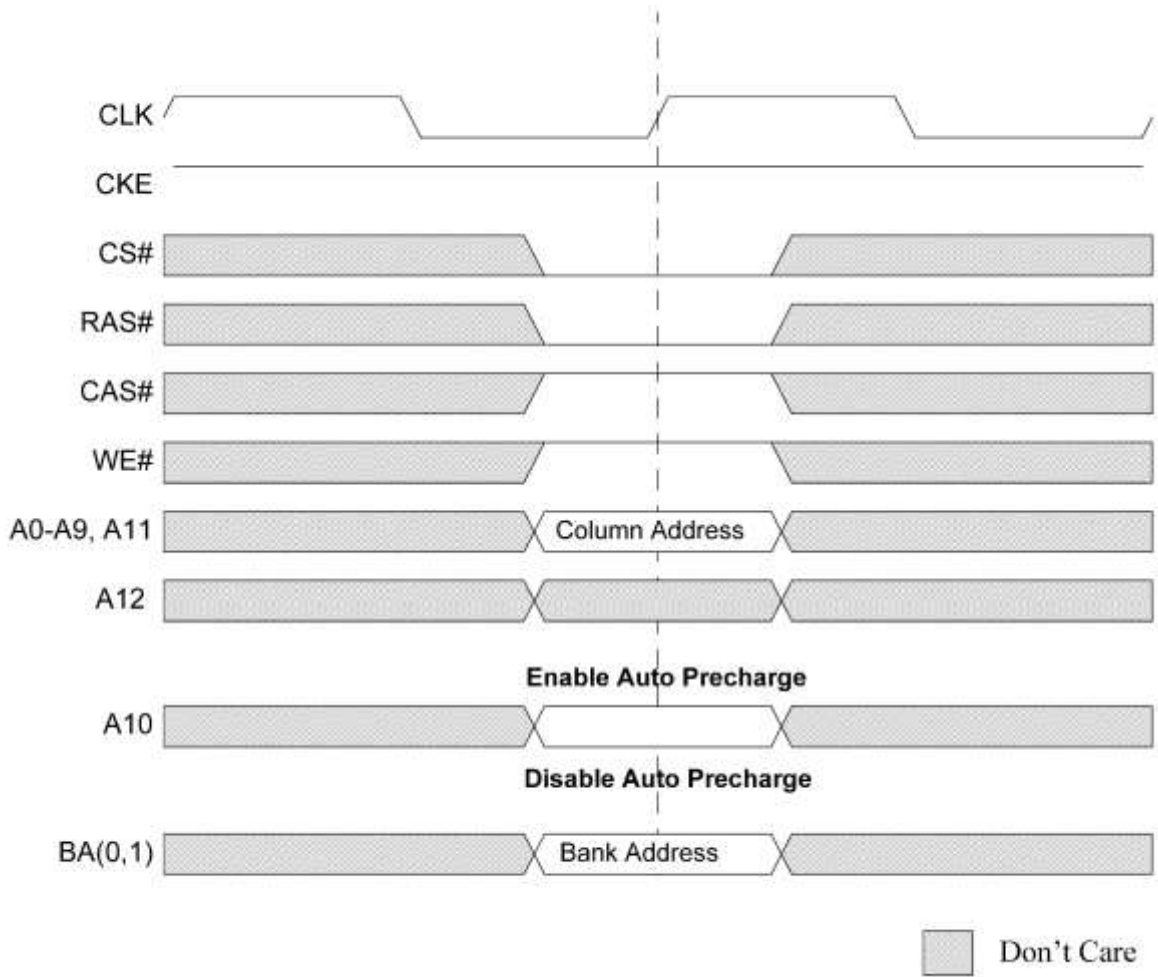 CLK
CKE
CS#
RAS#
CAS#
WE#
A0-A9, A11
Column Address
A12
Enable Auto Precharge
A10
Disable Auto Precharge
BA(0,1)
Bank Address
Don't Care